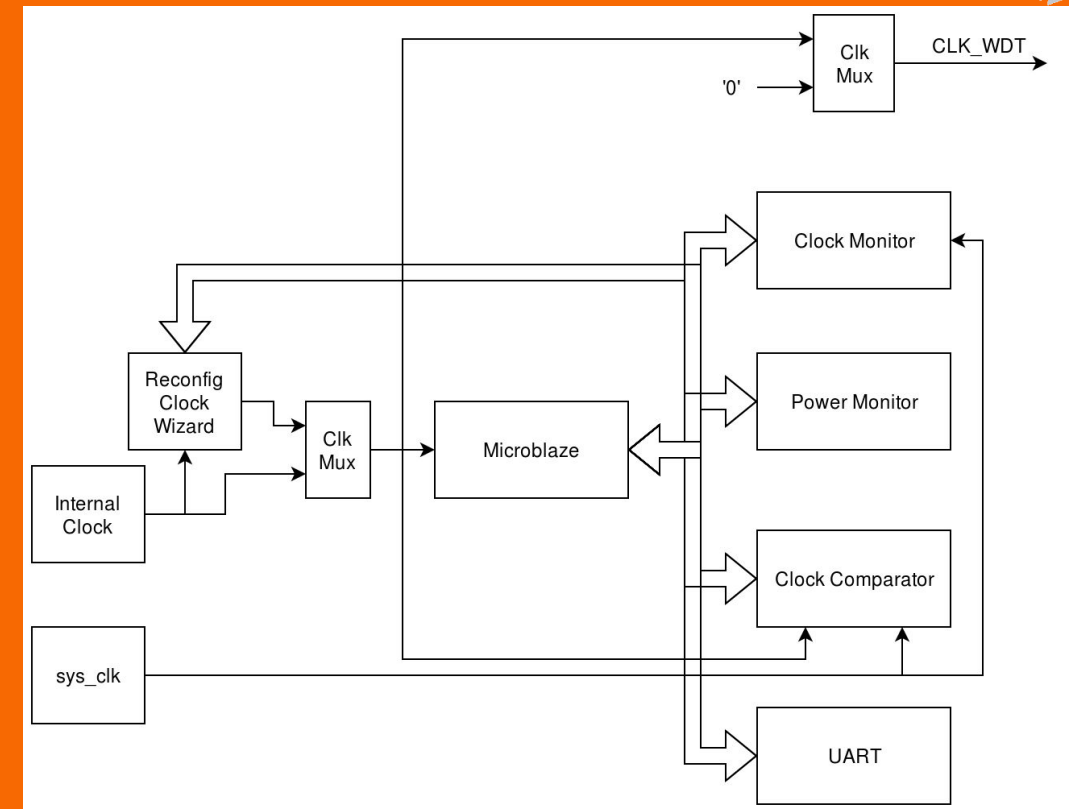 Clk
Mux
CLK_WDT
'0'
Clock Monitor
Reconfig
Clock
Wizard
Power Monitor
Clk
Mux
Microblaze
Internal
Clock
Clock Comparator
sys_clk
UART